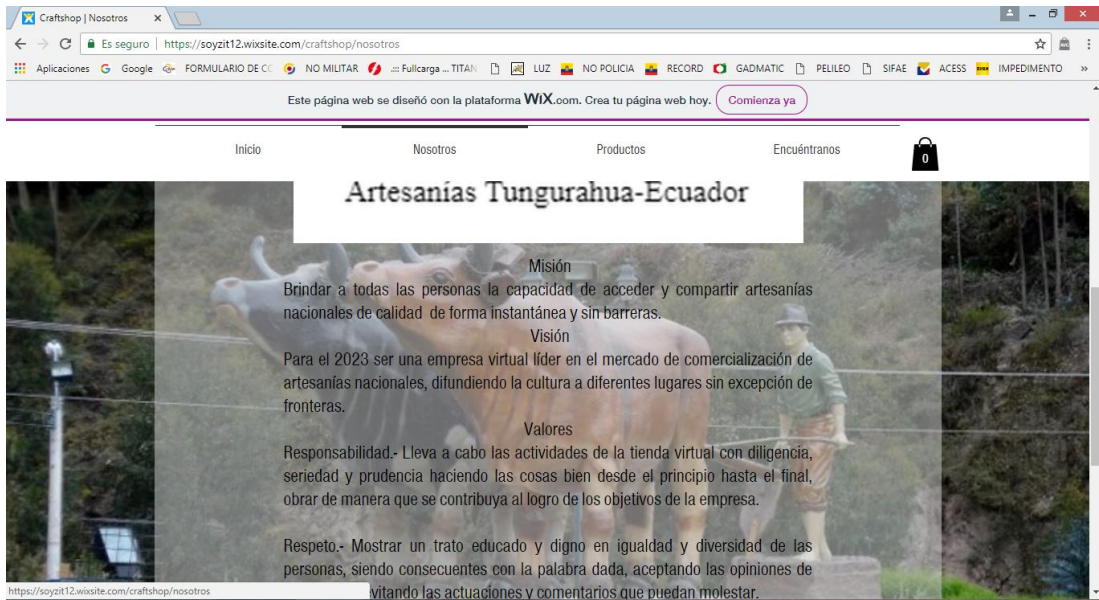 Craftshop | Nosotros
Es seguro | https://soyzit12.wixsite.com/craftshop/nosotros
Aplicaciones Google FORMULARIO DE CC NO MILITAR .::: Fullcarga ... TITAN LUZ NO POLICIA RECORD GADMATIC PELILEO SIFAE ACESS IMPEDIMENTO »
Este página web se diseñó con la plataforma WiX.com. Crea tu página web hoy. Comienza ya
Inicio Nosotros Productos Encuéntranos 0
Artesanías Tungurahua-Ecuador
Misión
Brindar a todas las personas la capacidad de acceder y compartir artesanías
nacionales de calidad de forma instantánea y sin barreras.
Visión
Para el 2023 ser una empresa virtual líder en el mercado de comercialización de
artesanías nacionales, difundiendo la cultura a diferentes lugares sin excepción de
fronteras.
Valores
Responsabilidad.- Lleva a cabo las actividades de la tienda virtual con diligencia,
seriedad y prudencia haciendo las cosas bien desde el principio hasta el final,
obrar de manera que se contribuya al logro de los objetivos de la empresa.
Respeto.- Mostrar un trato educado y digno en igualdad y diversidad de las
personas, siendo consecuentes con la palabra dada, aceptando las opiniones de
evitando las actuaciones y comentarios que puedan molestar.
https://soyzit12.wixsite.com/craftshop/nosotros